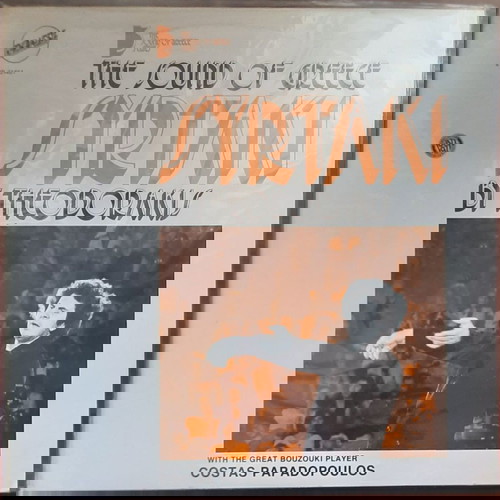 THE SOUND OF GREECE
SYRTAKI
by THEODORAKIS
WITH THE GREAT BOUZOUKI PLAYER
COSTAS PAPADOPOULOS